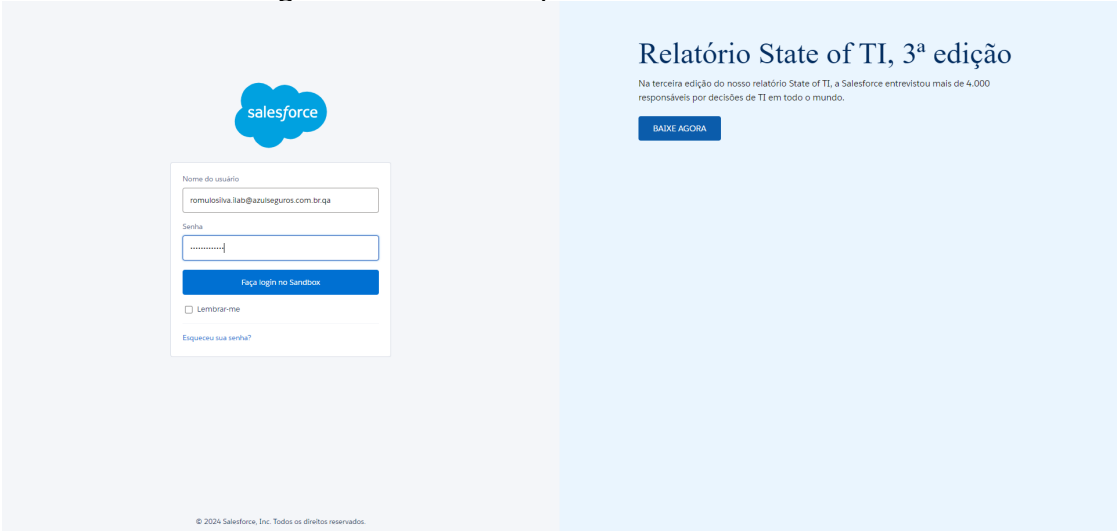 salesforce
Nome do usuário
romulosilva.liab@azulseguros.com.br.qa
Senha
Faça login no Sandbox
Lembrar-me
Esqueceu sua senha?
© 2024 Salesforce, Inc. Todos os direitos reservados.
Relatório State of TI, 3ª edição
Na terceira edição do nosso relatório State of TI, a Salesforce entrevistou mais de 4.000
responsáveis por decisões de TI em todo o mundo.
BAIXE AGORA